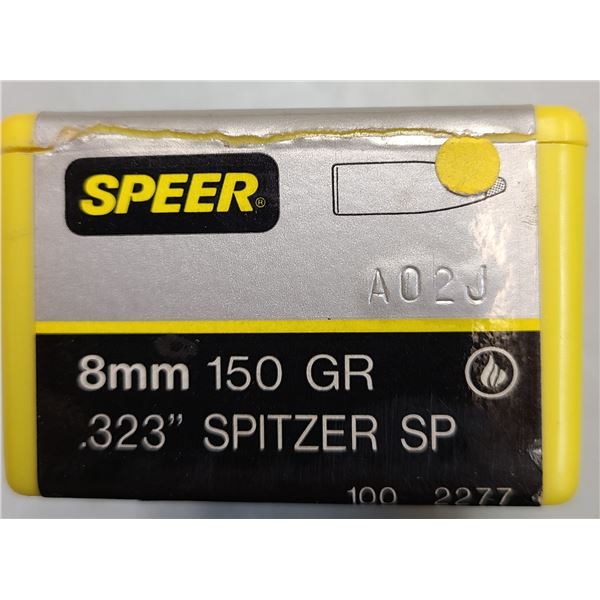 SPEER®
A02J
8mm 150 GR
.323" SPITZER SP
100 2277